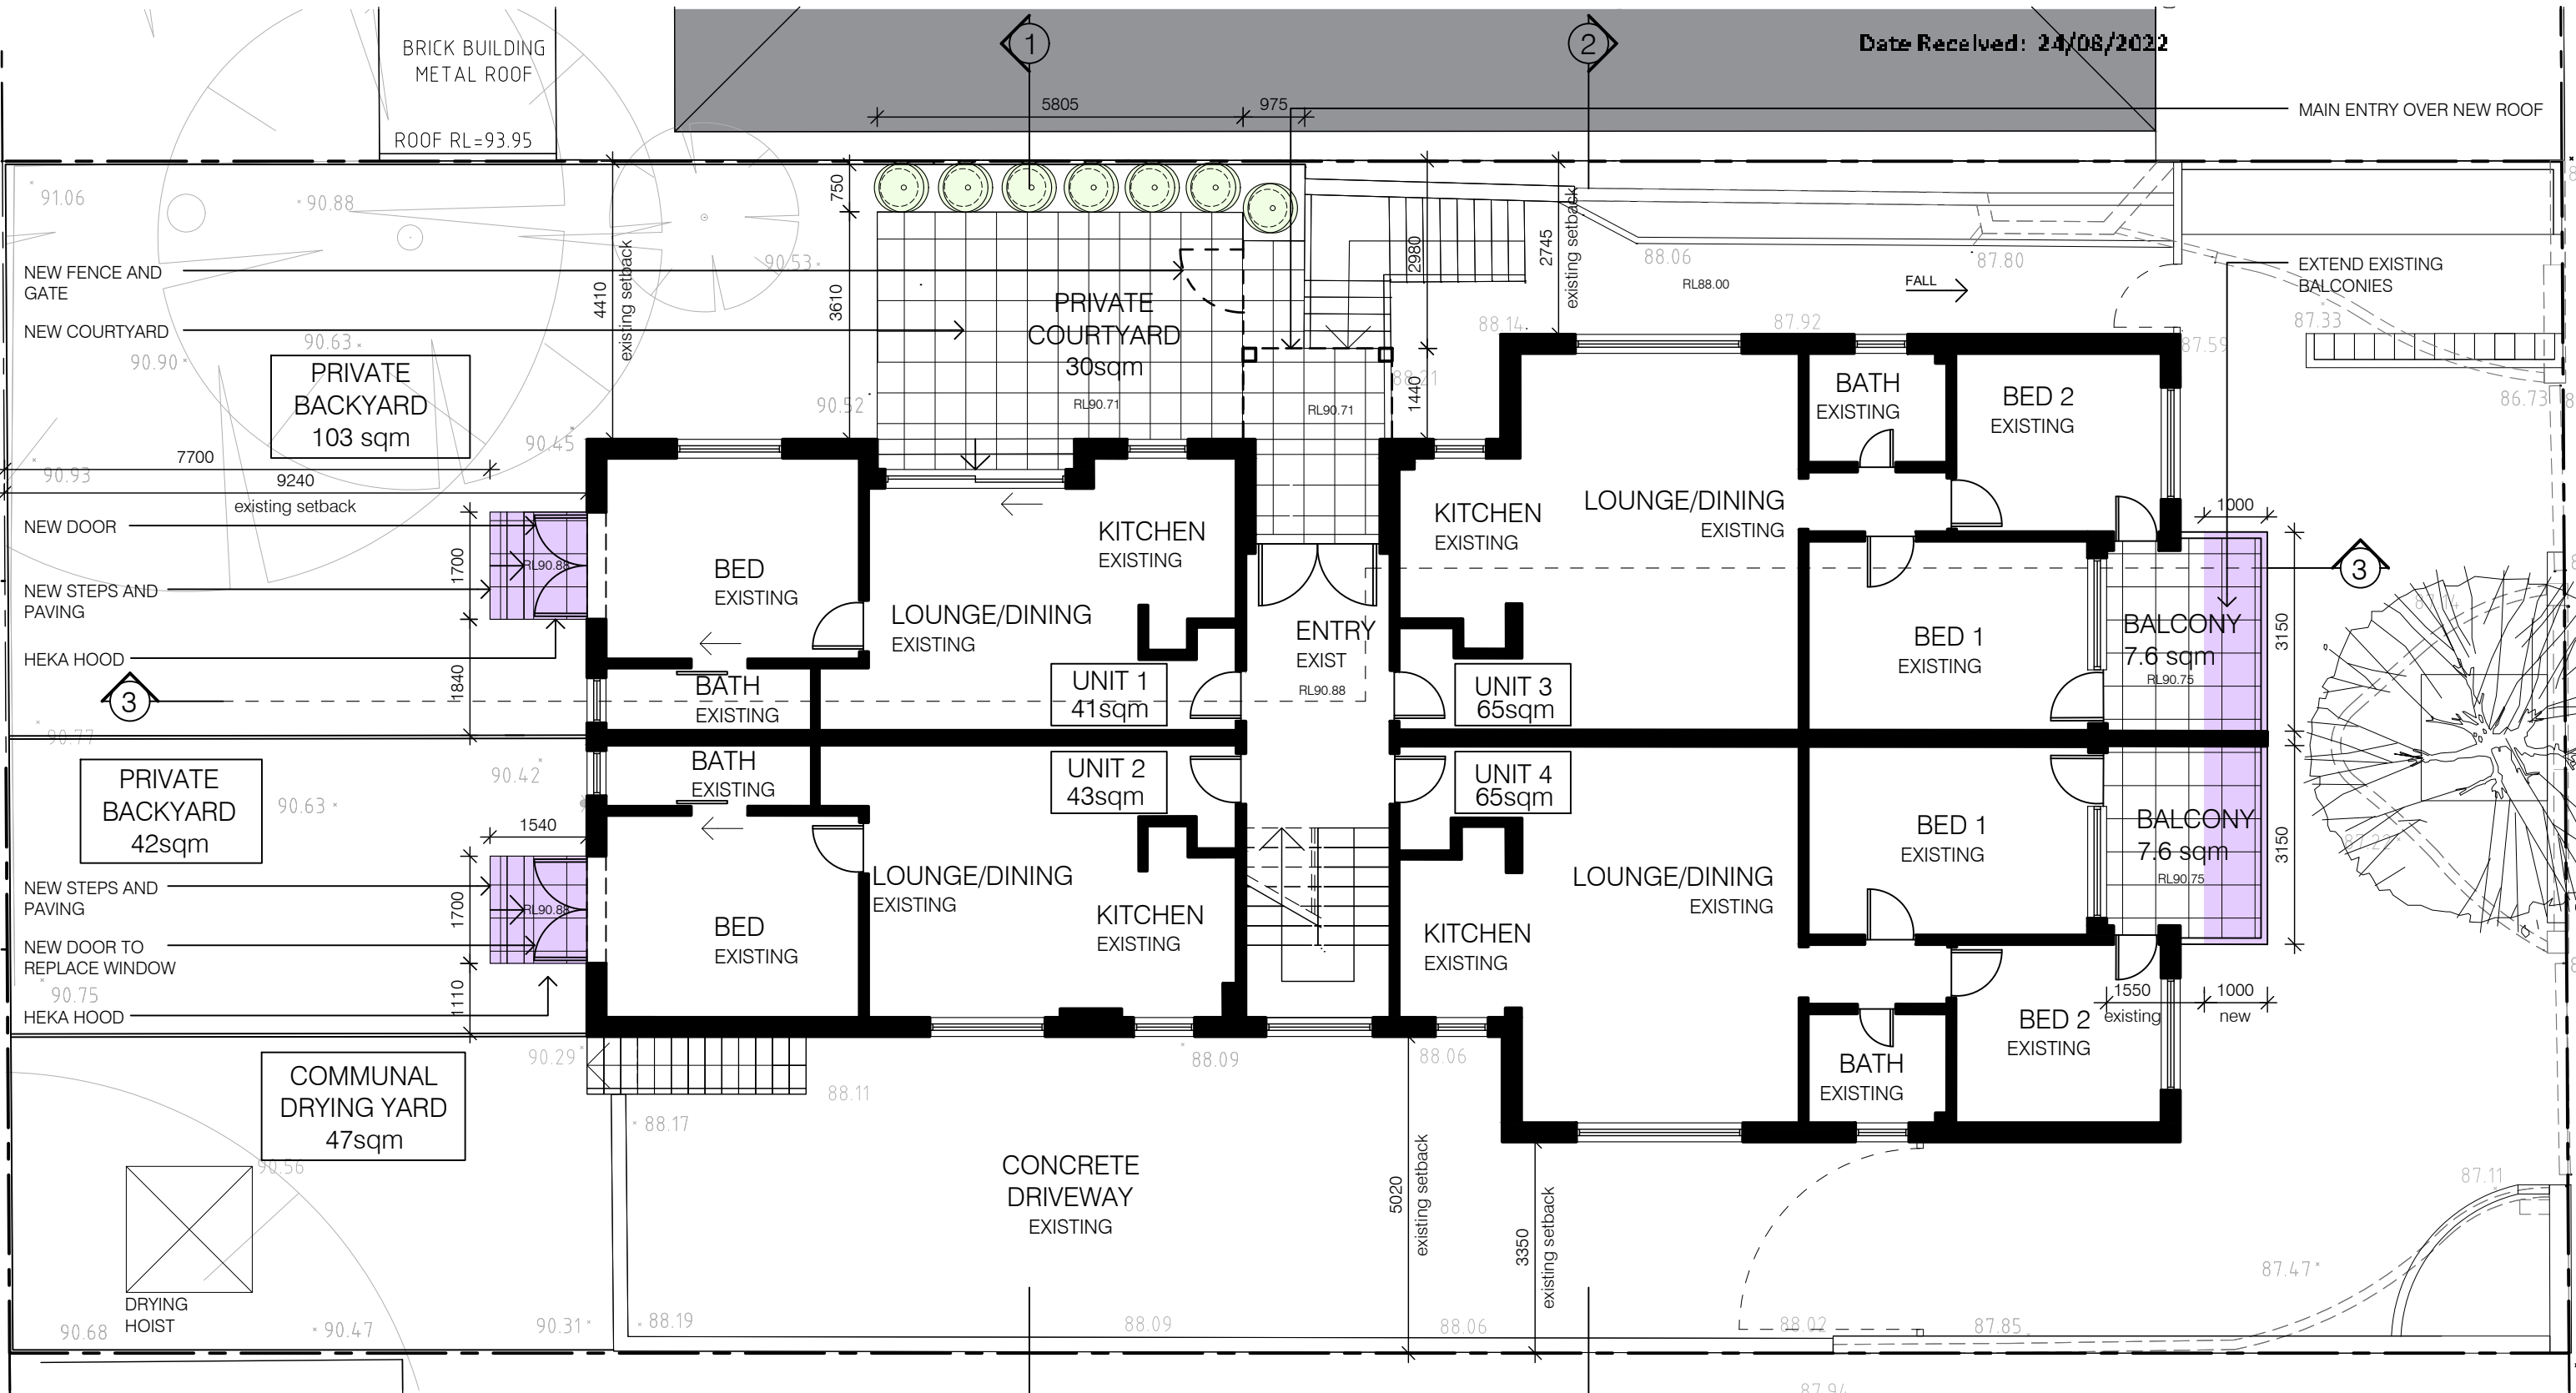 BRICK BUILDING
METAL ROOF
ROOF RL=93.95
1
2
Date Received: 24/08/2022
5805
975
MAIN ENTRY OVER NEW ROOF
91.06
90.88
750
NEW FENCE AND
GATE
90.53
4410
existing setback
3610
PRIVATE
COURTYARD
30sqm
RL90.71
RL90.71
2980
2745
existing setback
88.06
RL88.00
FALL
87.80
EXTEND EXISTING
BALCONIES
NEW COURTYARD
90.63
90.90
88.14
87.92
87.59
87.33
PRIVATE
BACKYARD
103 sqm
90.52
90.45
88.21
1440
86.73
7700
90.93
9240
existing setback
BATH
EXISTING
BED 2
EXISTING
NEW DOOR
1700
RL90.88
NEW STEPS AND
PAVING
HEKA HOOD
1840
3
BED
EXISTING
LOUNGE/DINING
EXISTING
KITCHEN
EXISTING
KITCHEN
EXISTING
LOUNGE/DINING
EXISTING
1000
3
ENTRY
EXIST
RL90.88
BED 1
EXISTING
BALCONY
7.6 sqm
RL90.75
3150
87.14
BATH
EXISTING
UNIT 1
41sqm
UNIT 3
65sqm
90.77
PRIVATE
BACKYARD
42sqm
90.42
90.63
BATH
EXISTING
UNIT 2
43sqm
UNIT 4
65sqm
1540
NEW STEPS AND
PAVING
1700
RL90.88
NEW DOOR TO
REPLACE WINDOW
90.75
HEKA HOOD
1110
BED
EXISTING
LOUNGE/DINING
EXISTING
KITCHEN
EXISTING
KITCHEN
EXISTING
LOUNGE/DINING
EXISTING
BED 1
EXISTING
BALCONY
7.6 sqm
RL90.75
3150
87.22
1550
existing
1000
new
BED 2
EXISTING
BATH
EXISTING
COMMUNAL
DRYING YARD
47sqm
90.29
88.11
88.09
88.06
88.17
90.56
CONCRETE
DRIVEWAY
EXISTING
5020
existing setback
3350
existing setback
87.11
87.47
DRYING
HOIST
90.68
90.47
90.31
88.19
88.09
88.06
88.02
87.85
87.94